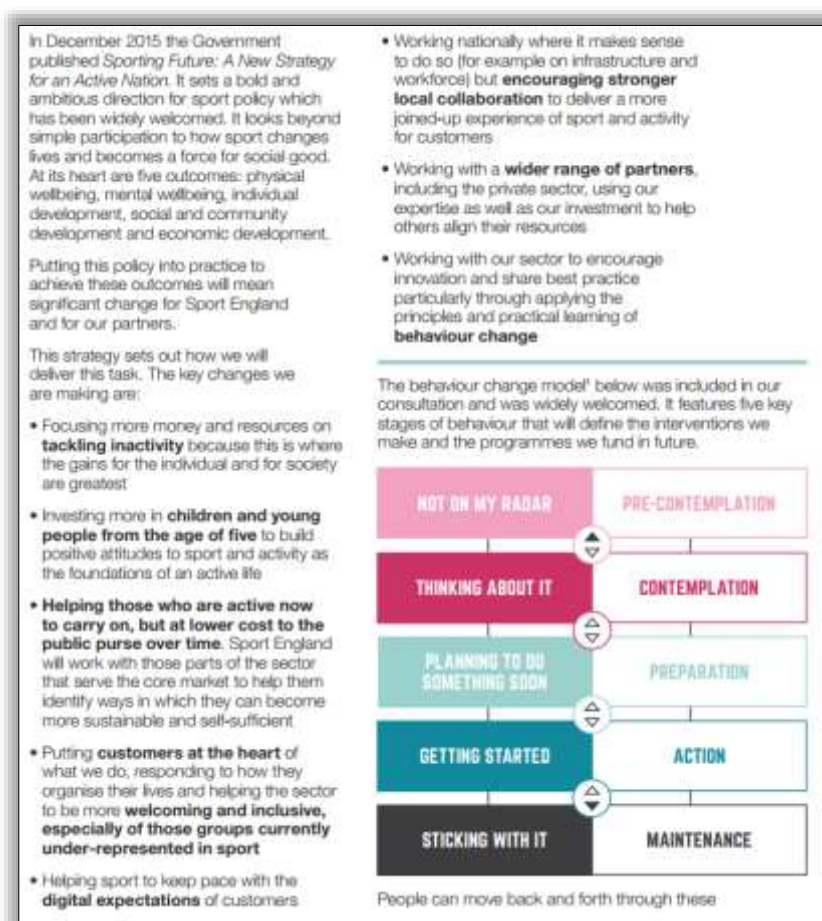 In December 2015 the Government
published Sporting Future: A New Strategy
for an Active Nation. It sets a bold and
ambitious direction for sport policy which
has been widely welcomed. It looks beyond
simple participation to how sport changes
lives and becomes a force for social good.
At its heart are five outcomes: physical
wellbeing, mental wellbeing, individual
development, social and community
development and economic development.
Putting this policy into practice to
achieve these outcomes will mean
significant change for Sport England
and for our partners.
This strategy sets out how we will
deliver this task. The key changes we
are making are:
• Focusing more money and resources on
tackling inactivity because this is where
the gains for the individual and for society
are greatest
• Investing more in children and young
people from the age of five to build
positive attitudes to sport and activity as
the foundations of an active life
• Helping those who are active now
to carry on, but at lower cost to the
public purse over time. Sport England
will work with those parts of the sector
that serve the core market to help them
identify ways in which they can become
more sustainable and self-sufficient
• Putting customers at the heart of
what we do, responding to how they
organise their lives and helping the sector
to be more welcoming and inclusive,
especially of those groups currently
under-represented in sport
• Helping sport to keep pace with the
digital expectations of customers
• Working nationally where it makes sense
to do so (for example on infrastructure and
workforce) but encouraging stronger
local collaboration to deliver a more
joined-up experience of sport and activity
for customers
• Working with a wider range of partners,
including the private sector, using our
expertise as well as our investment to help
others align their resources
• Working with our sector to encourage
innovation and share best practice
particularly through applying the
principles and practical learning of
behaviour change
The behaviour change model¹ below was included in our
consultation and was widely welcomed. It features five key
stages of behaviour that will define the interventions we
make and the programmes we fund in future.
NOT ON MY RADAR PRE-CONTEMPLATION
THINKING ABOUT IT CONTEMPLATION
PLANNING TO DO
SOMETHING SOON PREPARATION
GETTING STARTED ACTION
STICKING WITH IT MAINTENANCE
People can move back and forth through these